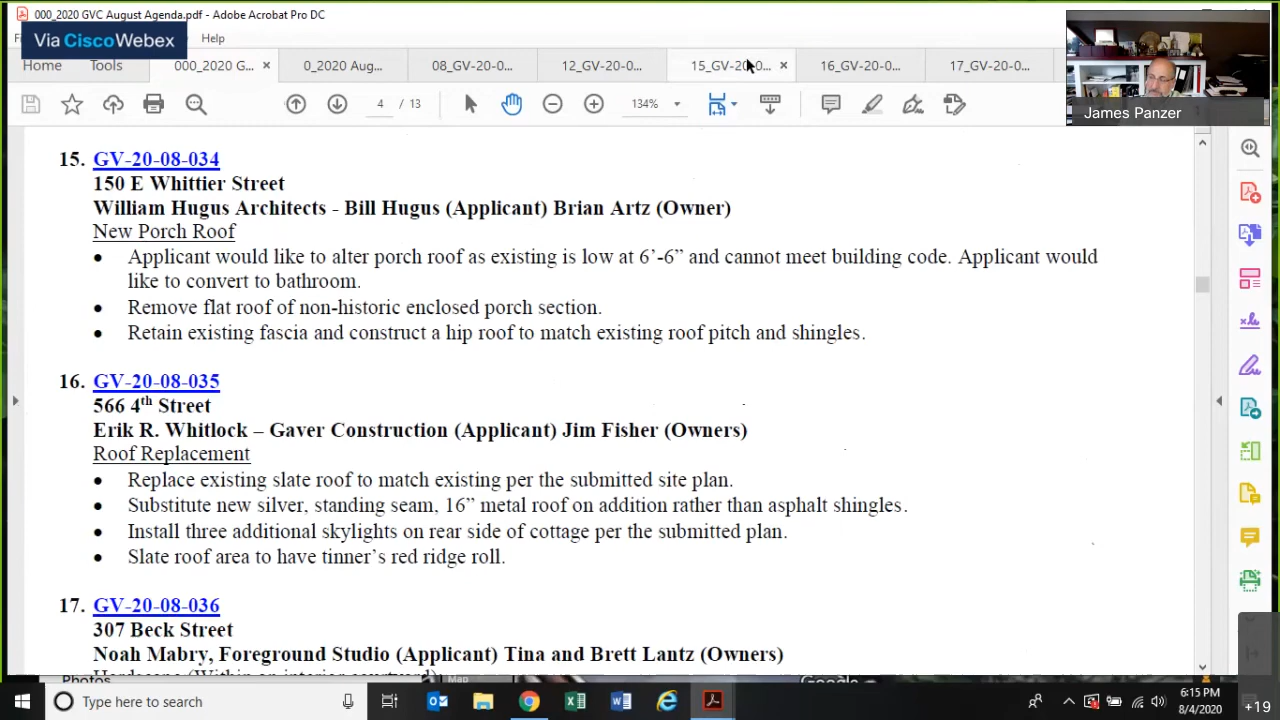 000_2020 GVC August Agenda.pdf - Adobe Acrobat Pro DC
Via Cisco Webex
Help
Home Tools 000_2020 G... × 0_2020 Aug... 08_GV-20-0... 12_GV-20-0... 15_GV-20-0... × 16_GV-20-0... 17_GV-20-0...
4 / 13 134%
James Panzer
15. GV-20-08-034
150 E Whittier Street
William Hugus Architects - Bill Hugus (Applicant) Brian Artz (Owner)
New Porch Roof
• Applicant would like to alter porch roof as existing is low at 6’-6” and cannot meet building code. Applicant would
like to convert to bathroom.
• Remove flat roof of non-historic enclosed porch section.
• Retain existing fascia and construct a hip roof to match existing roof pitch and shingles.
16. GV-20-08-035
566 4th Street
Erik R. Whitlock – Gaver Construction (Applicant) Jim Fisher (Owners)
Roof Replacement
• Replace existing slate roof to match existing per the submitted site plan.
• Substitute new silver, standing seam, 16” metal roof on addition rather than asphalt shingles.
• Install three additional skylights on rear side of cottage per the submitted plan.
• Slate roof area to have tinner’s red ridge roll.
17. GV-20-08-036
307 Beck Street
Noah Mabry, Foreground Studio (Applicant) Tina and Brett Lantz (Owners)
Hardscape (Within an interior courtyard)
Photos Map Google
Type here to search
6:15 PM
8/4/2020
+19